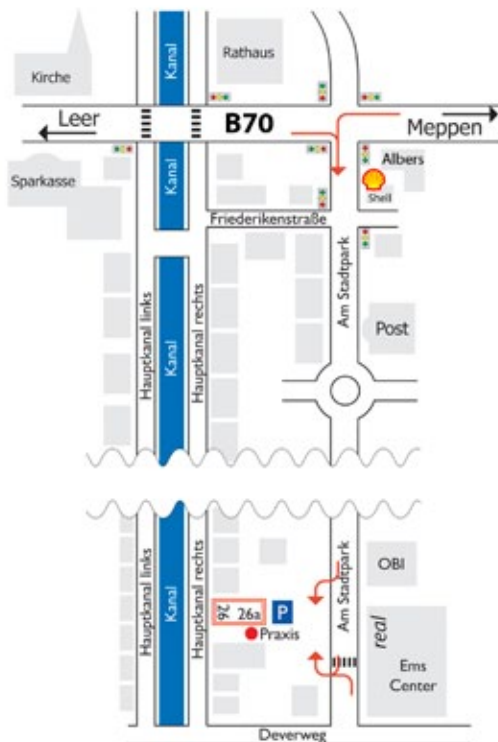 Kirche
Kanal
Rathaus
Leer
B70
Meppen
Sparkasse
Kanal
Albers
Shell
Friederikenstraße
Hauptkanal links
Kanal
Hauptkanal rechts
Am Stadtpark
Post
Hauptkanal links
Kanal
Hauptkanal rechts
Am Stadtpark
OBI
26 26a P
Praxis
real
Ems
Center
Deverweg